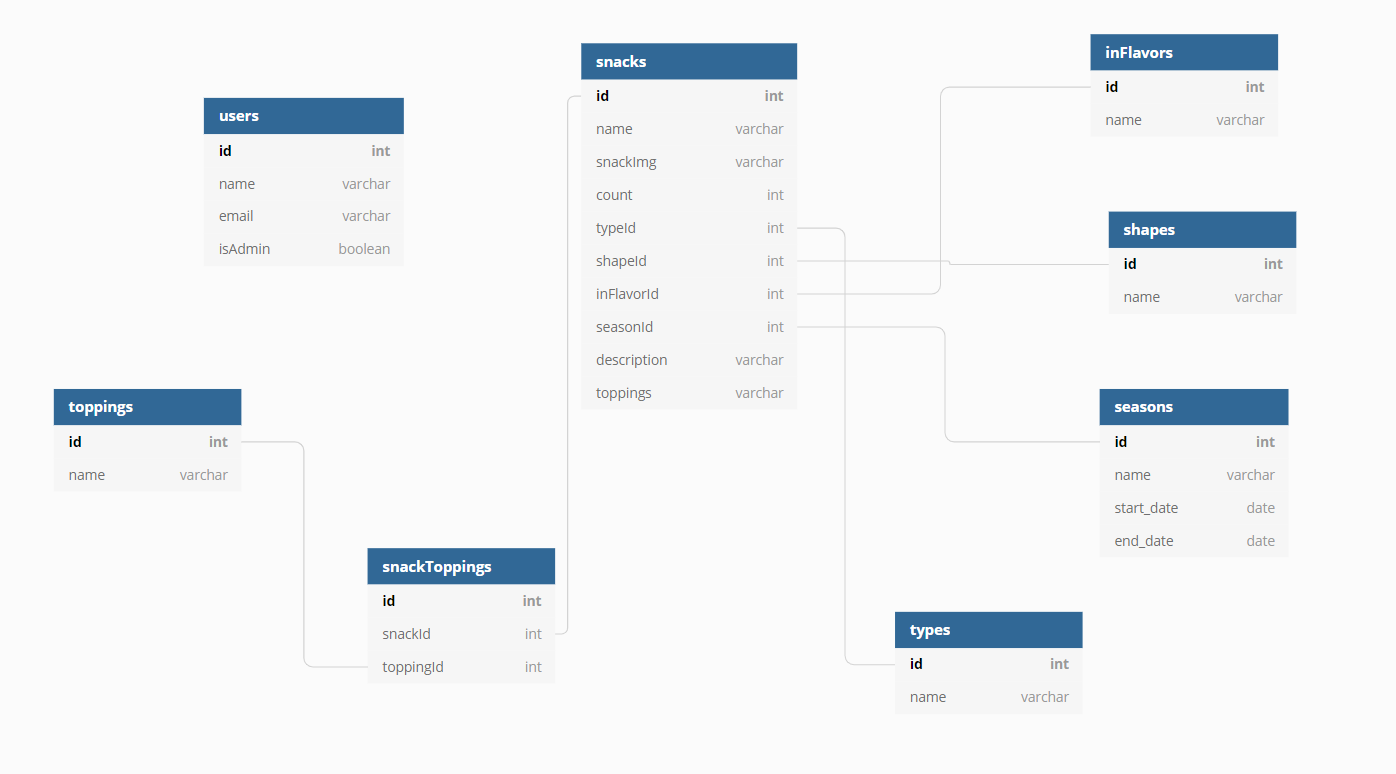 users
id int
name varchar
email varchar
isAdmin boolean
snacks
id int
name varchar
snackImg varchar
count int
typeId int
shapeId int
inFlavorId int
seasonId int
description varchar
toppings varchar
inFlavors
id int
name varchar
shapes
id int
name varchar
toppings
id int
name varchar
seasons
id int
name varchar
start_date date
end_date date
snackToppings
id int
snackId int
toppingId int
types
id int
name varchar